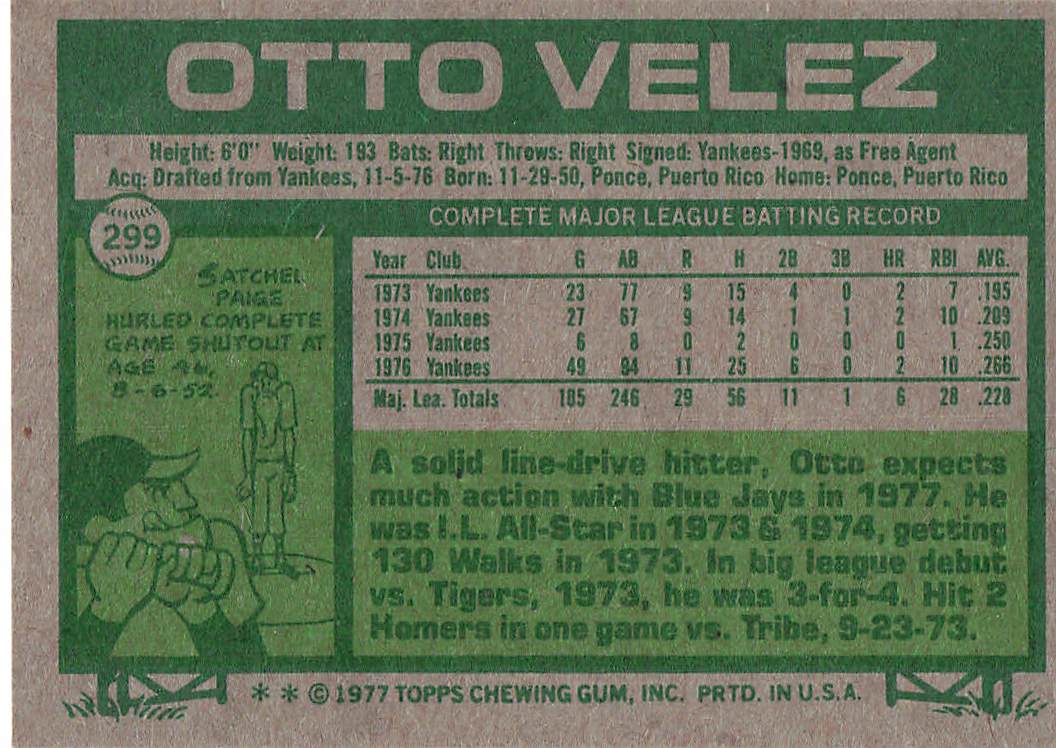 OTTO VELEZ
Height: 6'0" Weight: 193 Bats: Right Throws: Right Signed: Yankees-1969, as Free Agent
Acq: Drafted from Yankees, 11-5-76 Born: 11-29-50, Ponce, Puerto Rico Home: Ponce, Puerto Rico
299
SATCHEL
PAIGE
HURLED COMPLETE
GAME SHUTOUT AT
AGE 46,
8-6-52.
COMPLETE MAJOR LEAGUE BATTING RECORD
Year Club G AB R H 2B 3B HR RBI AVG.
1973 Yankees 23 77 9 15 4 0 2 7 .195
1974 Yankees 27 67 9 14 1 1 2 10 .209
1975 Yankees 6 8 0 2 0 0 0 1 .250
1976 Yankees 49 94 11 25 6 0 2 10 .266
Maj. Lea. Totals 105 246 29 56 11 1 6 28 .228
A solid line-drive hitter, Otto expects
much action with Blue Jays in 1977. He
was I.L. All-Star in 1973 & 1974, getting
130 Walks in 1973. In big league debut
vs. Tigers, 1973, he was 3-for-4. Hit 2
Homers in one game vs. Tribe, 9-23-73.
* * © 1977 TOPPS CHEWING GUM, INC. PRTD. IN U.S.A.